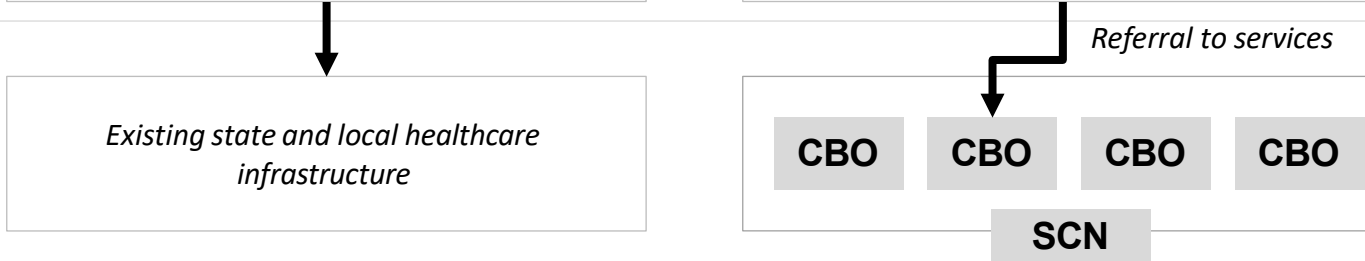 Referral to services
Existing state and local healthcare
infrastructure
CBO CBO CBO CBO
SCN